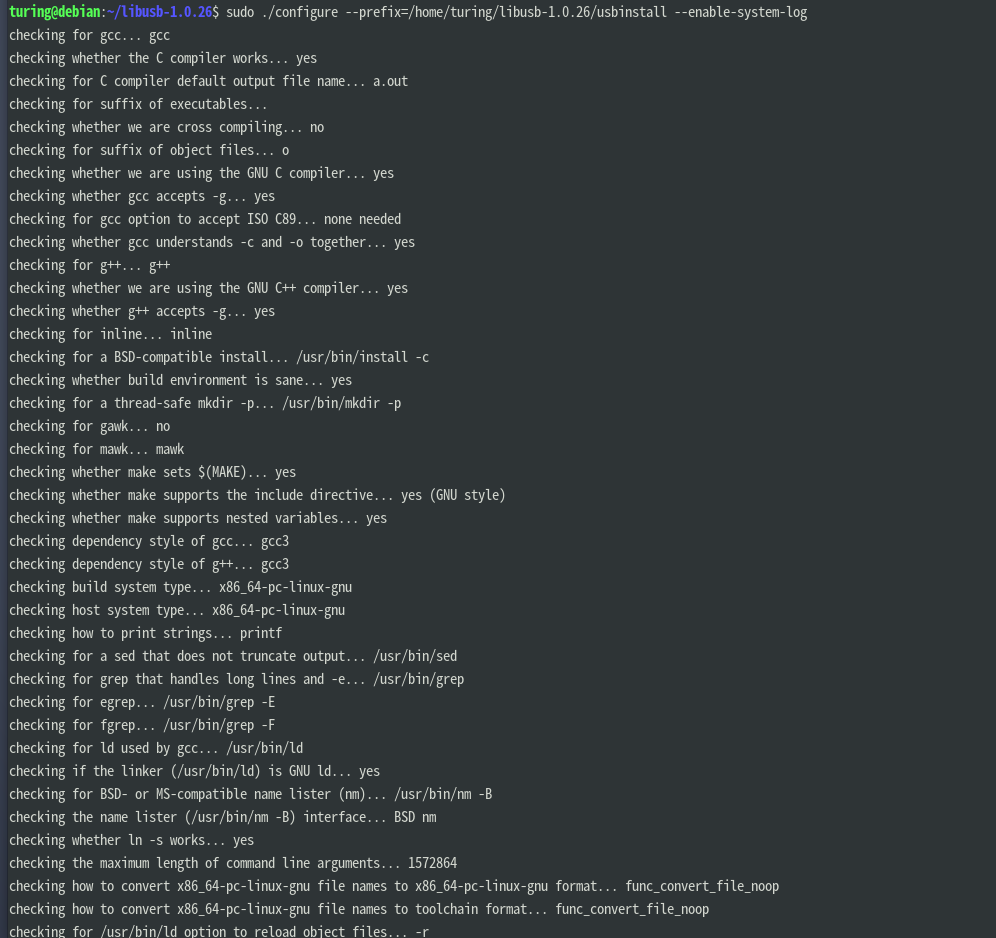 turing@debian:~/libusb-1.0.26$ sudo ./configure --prefix=/home/turing/libusb-1.0.26/usbinstall --enable-system-log
checking for gcc... gcc
checking whether the C compiler works... yes
checking for C compiler default output file name... a.out
checking for suffix of executables...
checking whether we are cross compiling... no
checking for suffix of object files... o
checking whether we are using the GNU C compiler... yes
checking whether gcc accepts -g... yes
checking for gcc option to accept ISO C89... none needed
checking whether gcc understands -c and -o together... yes
checking for g++... g++
checking whether we are using the GNU C++ compiler... yes
checking whether g++ accepts -g... yes
checking for inline... inline
checking for a BSD-compatible install... /usr/bin/install -c
checking whether build environment is sane... yes
checking for a thread-safe mkdir -p... /usr/bin/mkdir -p
checking for gawk... no
checking for mawk... mawk
checking whether make sets $(MAKE)... yes
checking whether make supports the include directive... yes (GNU style)
checking whether make supports nested variables... yes
checking dependency style of gcc... gcc3
checking dependency style of g++... gcc3
checking build system type... x86_64-pc-linux-gnu
checking host system type... x86_64-pc-linux-gnu
checking how to print strings... printf
checking for a sed that does not truncate output... /usr/bin/sed
checking for grep that handles long lines and -e... /usr/bin/grep
checking for egrep... /usr/bin/grep -E
checking for fgrep... /usr/bin/grep -F
checking for ld used by gcc... /usr/bin/ld
checking if the linker (/usr/bin/ld) is GNU ld... yes
checking for BSD- or MS-compatible name lister (nm)... /usr/bin/nm -B
checking the name lister (/usr/bin/nm -B) interface... BSD nm
checking whether ln -s works... yes
checking the maximum length of command line arguments... 1572864
checking how to convert x86_64-pc-linux-gnu file names to x86_64-pc-linux-gnu format... func_convert_file_noop
checking how to convert x86_64-pc-linux-gnu file names to toolchain format... func_convert_file_noop
checking for /usr/bin/ld option to reload object files... -r